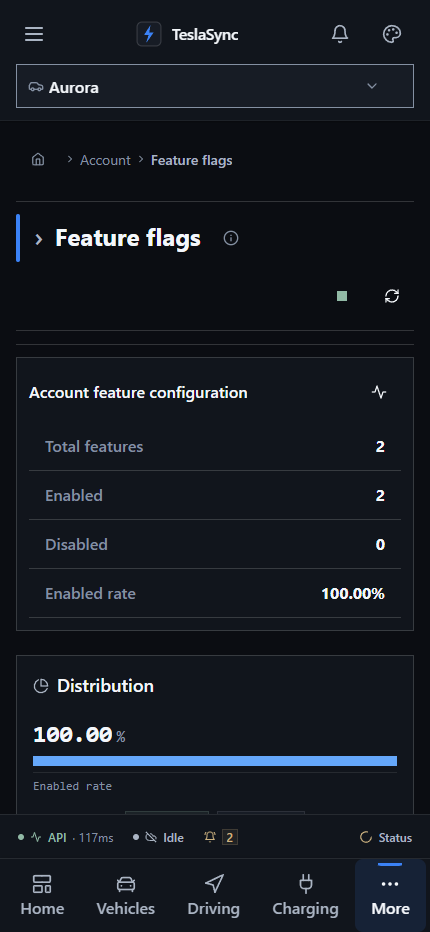 TeslaSync
Aurora
Account
Feature flags
Feature flags
Account feature configuration
Total features 2
Enabled 2
Disabled 0
Enabled rate 100.00%
Distribution
100.00 %
Enabled rate
API · 117ms Idle 2 Status
Home Vehicles Driving Charging More